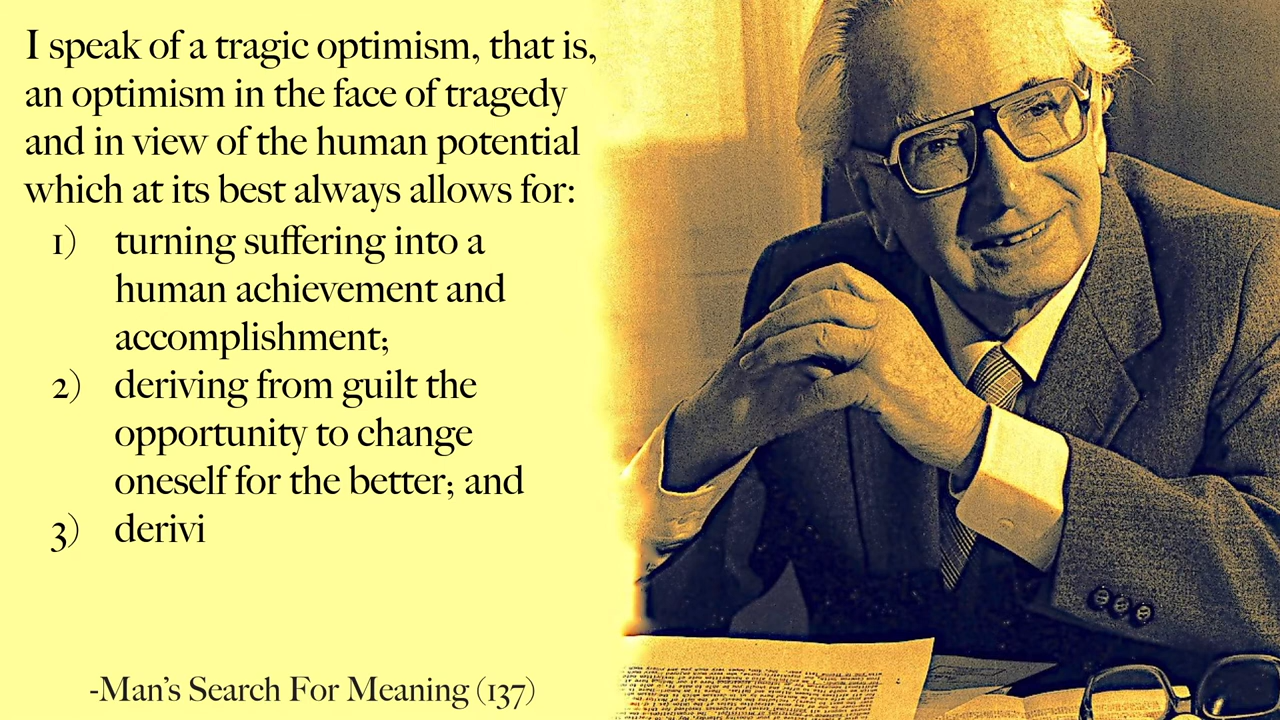 I speak of a tragic optimism, that is,
an optimism in the face of tragedy
and in view of the human potential
which at its best always allows for:
1) turning suffering into a
human achievement and
accomplishment;
2) deriving from guilt the
opportunity to change
oneself for the better; and
3) derivi
-Man's Search For Meaning (137)